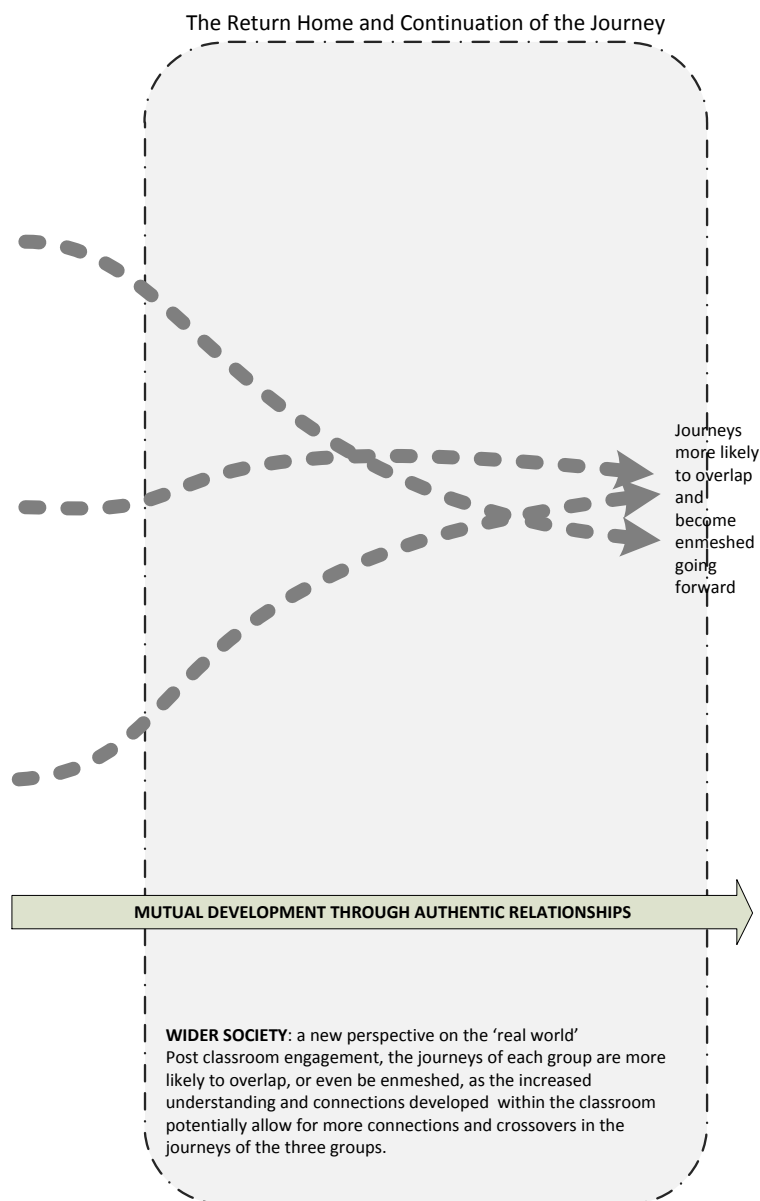 The Return Home and Continuation of the Journey
Journeys
more likely
to overlap
and
become
enmeshed
going
forward
MUTUAL DEVELOPMENT THROUGH AUTHENTIC RELATIONSHIPS
WIDER SOCIETY: a new perspective on the ‘real world’
Post classroom engagement, the journeys of each group are more
likely to overlap, or even be enmeshed, as the increased
understanding and connections developed  within the classroom
potentially allow for more connections and crossovers in the
journeys of the three groups.